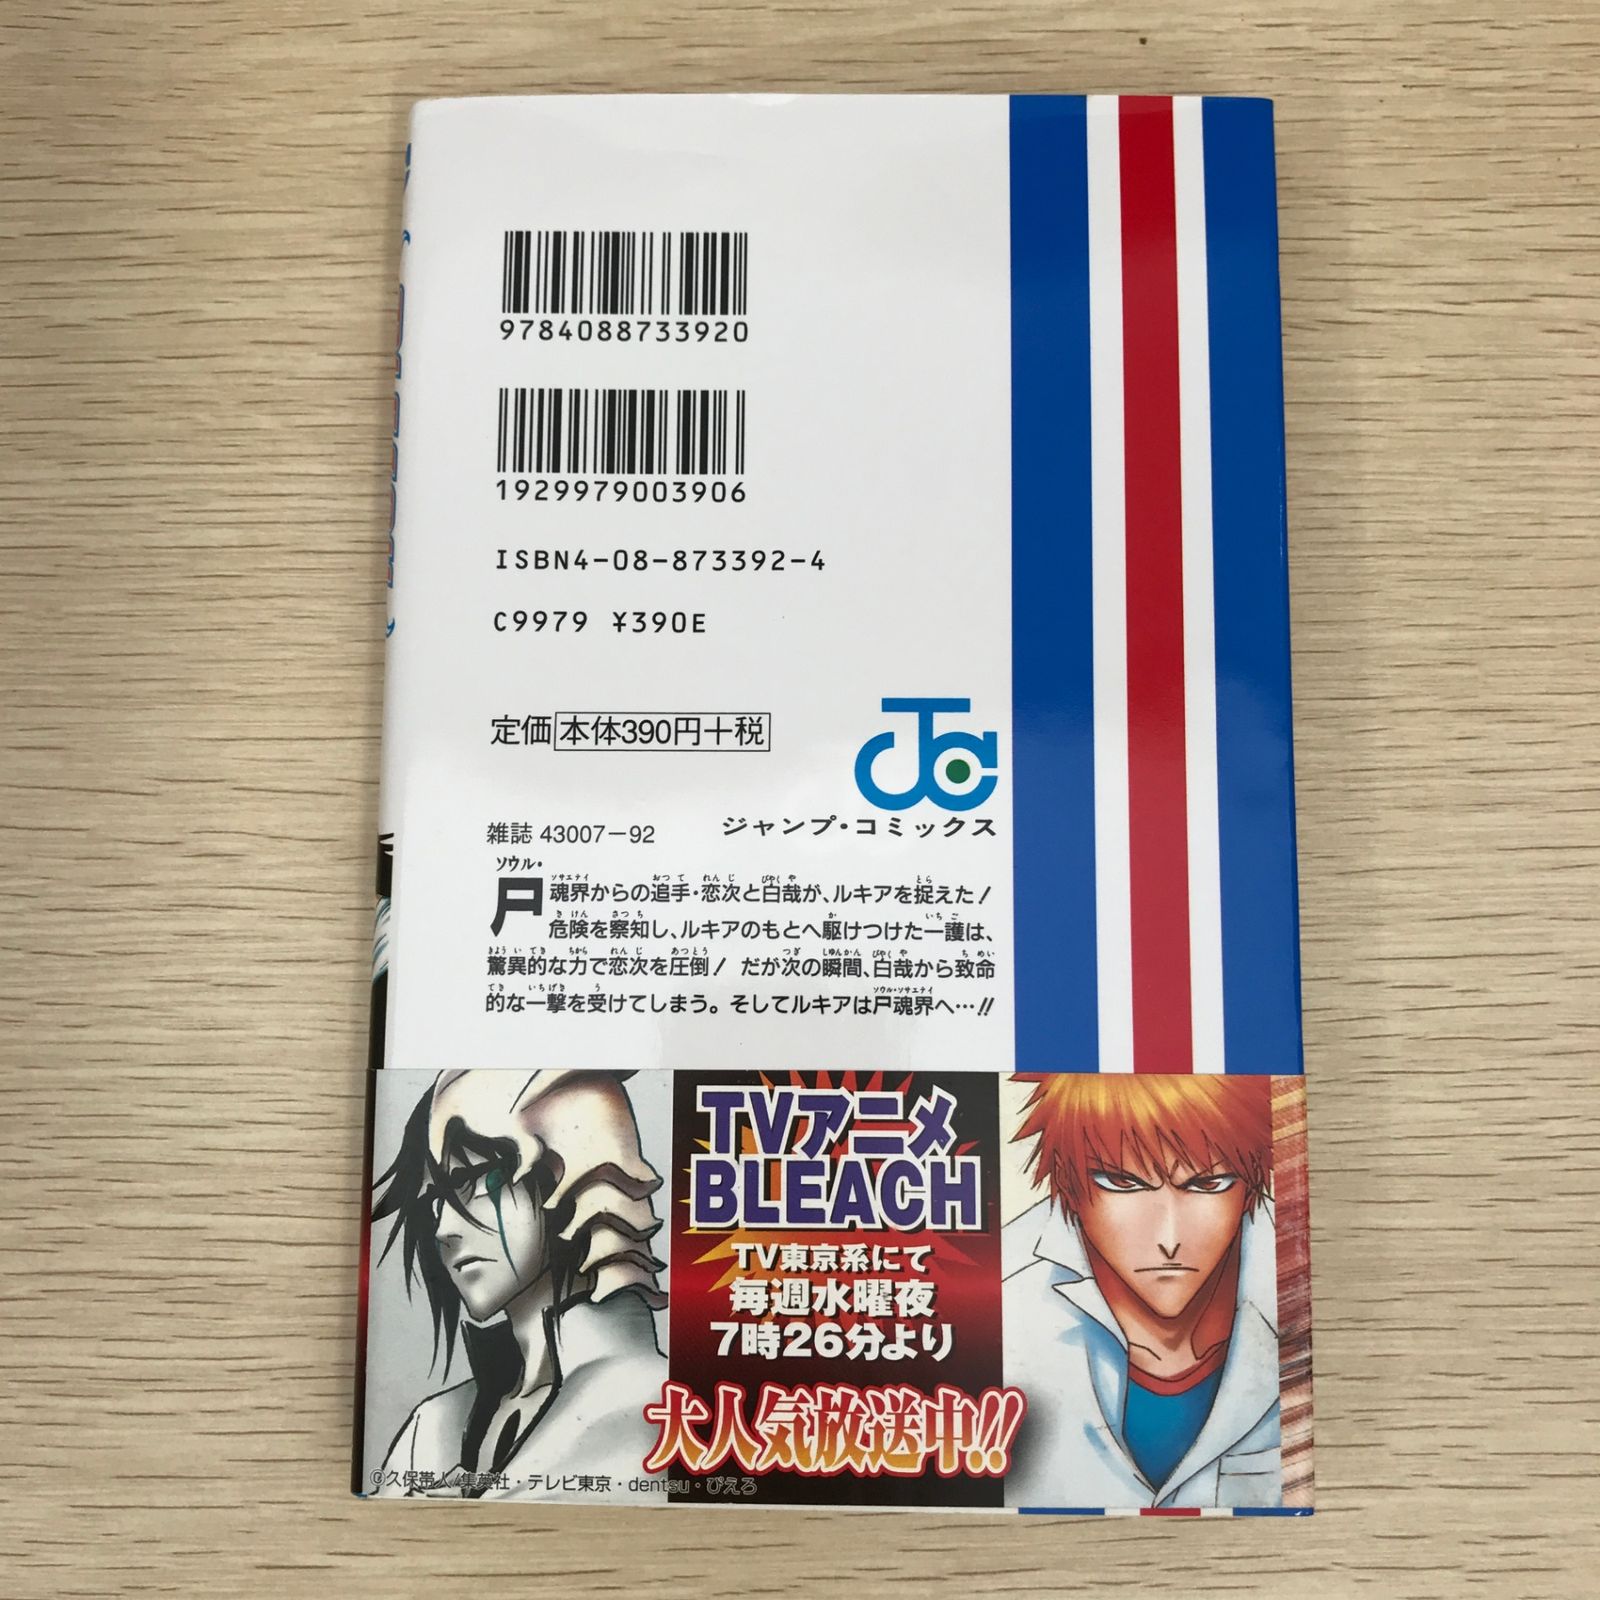 9784088733920
1929979003906
ISBN4-08-873392-4
C9979 ¥390E
定価 本体390円+税
雑誌 43007-92
ジャンプ・コミックス
尸魂界からの追手・恋次と白哉が、ルキアを捉えた!
危険を察知し、ルキアのもとへ駆けつけた一護は、
驚異的な力で恋次を圧倒! だが次の瞬間、白哉から致命
的な一撃を受けてしまう。そしてルキアは尸魂界へ…!!
TVアニメ
BLEACH
TV東京系にて
毎週水曜夜
7時26分より
大人気放送中!!
©久保帯人/集英社・テレビ東京・dentsu・ぴえろ